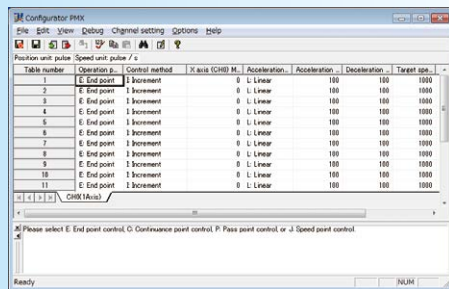 Configurator PMX
File Edit View Debug Channel setting Options Help
Position unit: pulse Speed unit: pulse / s
Table number Operation p... Control method X axis (CH0) M... Acceleration... Acceleration ... Deceleration ... Target spe...
1 E: End point I: Increment 0 L: Linear 100 100 1000
2 E: End point I: Increment 0 L: Linear 100 100 1000
3 E: End point I: Increment 0 L: Linear 100 100 1000
4 E: End point I: Increment 0 L: Linear 100 100 1000
5 E: End point I: Increment 0 L: Linear 100 100 1000
6 E: End point I: Increment 0 L: Linear 100 100 1000
7 E: End point I: Increment 0 L: Linear 100 100 1000
8 E: End point I: Increment 0 L: Linear 100 100 1000
9 E: End point I: Increment 0 L: Linear 100 100 1000
10 E: End point I: Increment 0 L: Linear 100 100 1000
11 E: End point I: Increment 0 L: Linear 100 100 1000
CH0(1Axis)
Please select E: End point control, C: Continuance point control, P: Pass point control, or J: Speed point control.
Ready NUM